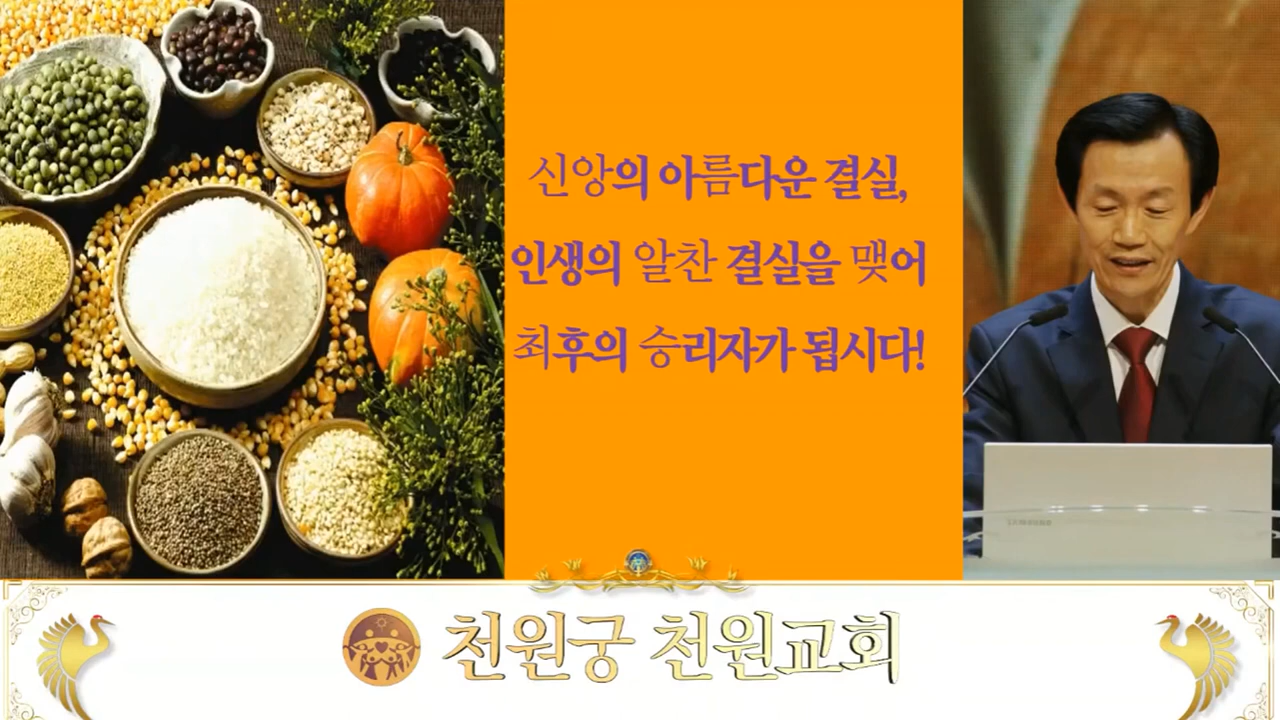 신앙의 아름다운 결실,
인생의 알찬 결실을 맺어
최후의 승리자가 됩시다!
SAMSUNG
천원궁 천원교회